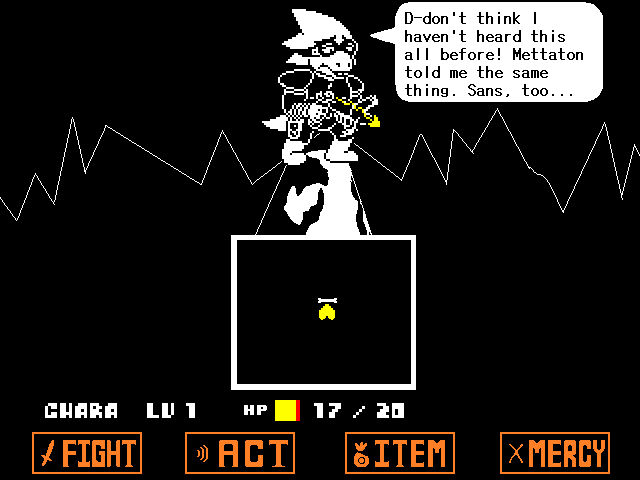 D-don't think I
haven't heard this
all before! Mettaton
told me the same
thing. Sans, too...
CHARA LV 1 HP 17 / 20
FIGHT ACT ITEM MERCY